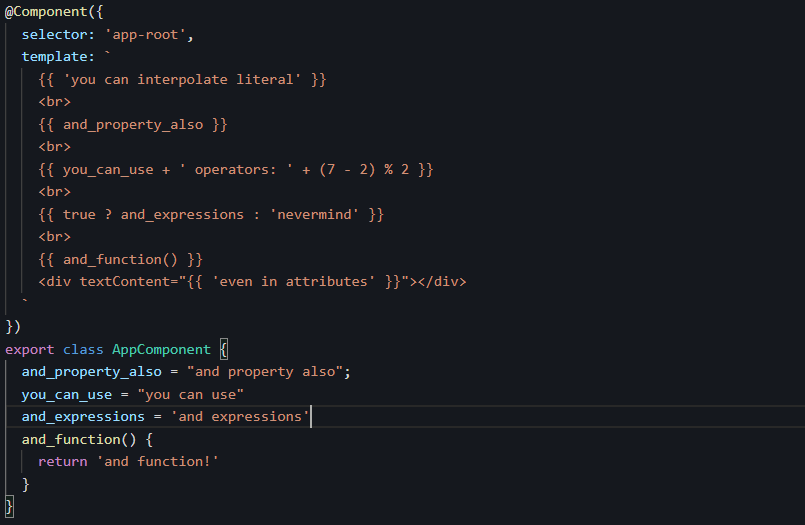 @Component({
  selector: 'app-root',
  template: `
    {{ 'you can interpolate literal' }}
    <br>
    {{ and_property_also }}
    <br>
    {{ you_can_use + ' operators: ' + (7 - 2) % 2 }}
    <br>
    {{ true ? and_expressions : 'nevermind' }}
    <br>
    {{ and_function() }}
    <div textContent="{{ 'even in attributes' }}"></div>
  `
})
export class AppComponent {
  and_property_also = "and property also";
  you_can_use = "you can use"
  and_expressions = 'and expressions'
  and_function() {
    return 'and function!'
  }
}